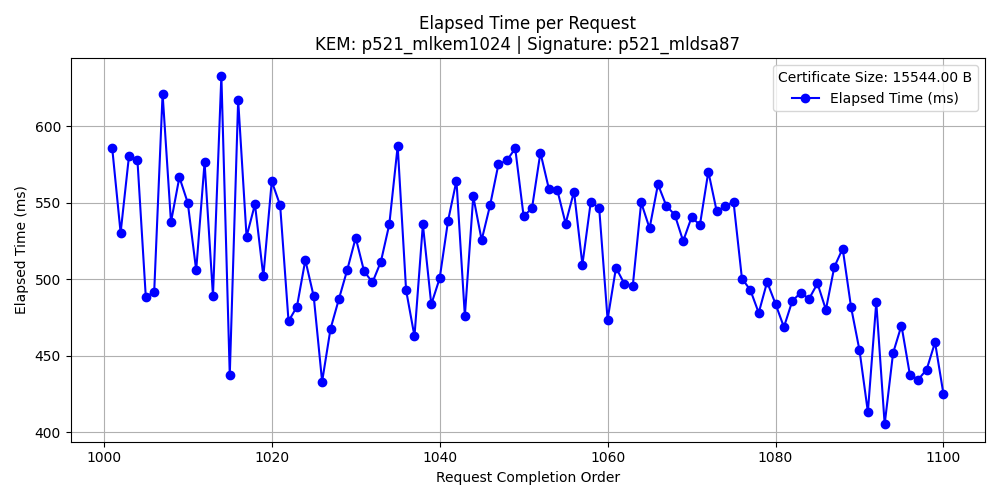 Elapsed Time per Request
KEM: p521_mlkem1024 | Signature: p521_mldsa87
Certificate Size: 15544.00 B
Elapsed Time (ms)
Elapsed Time (ms)
600
550
500
450
400
1000 1020 1040 1060 1080 1100
Request Completion Order